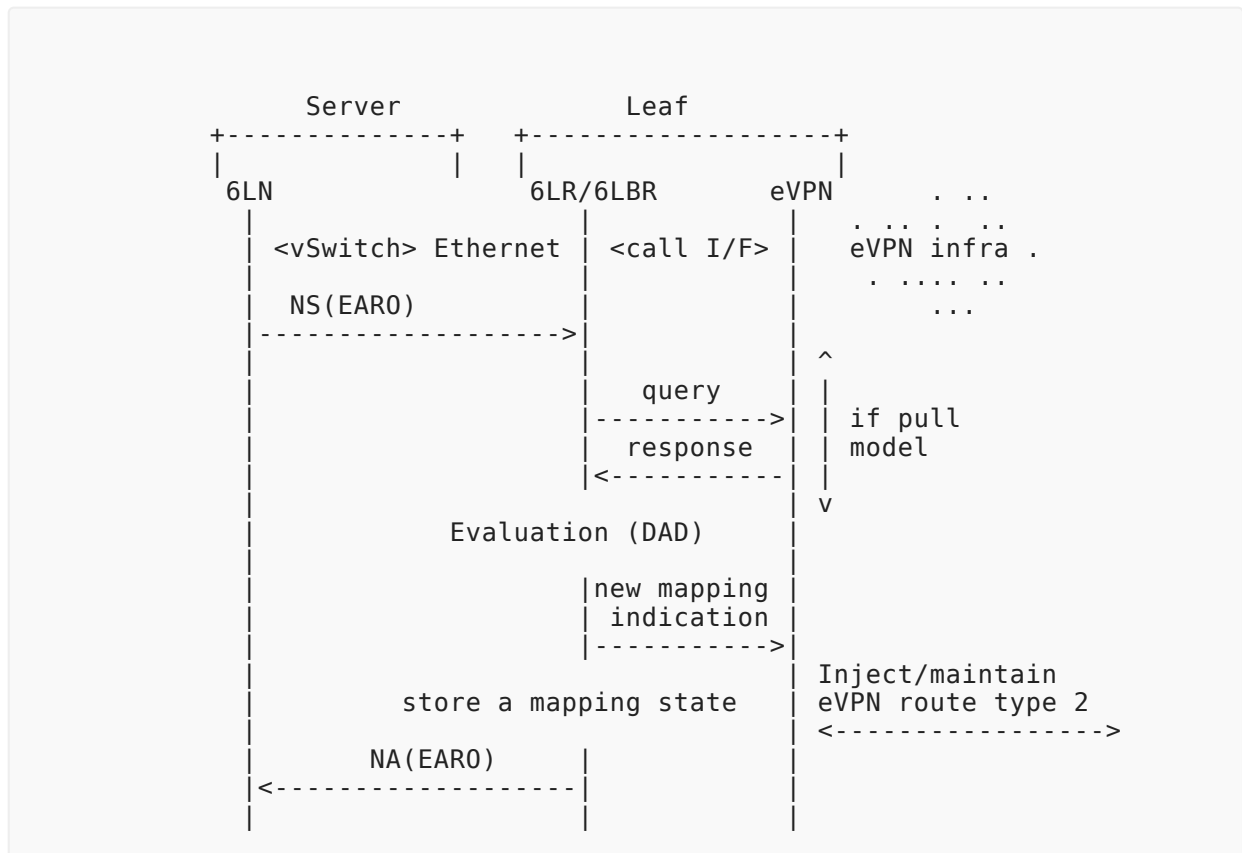 Server Leaf
+--------------+ +-------------------+
| | | |
6LN 6LR/6LBR eVPN . ..
| | | . .. . ..
| <vSwitch> Ethernet | <call I/F> | eVPN infra .
| | | . .... ..
| NS(EARO) | | ...
|------------------->| |
| | | ^
| | query | |
| |----------->| | if pull
| | response | | model
| |<-----------| |
| | v
| Evaluation (DAD) |
| |
| |new mapping |
| | indication |
| |----------->|
| | Inject/maintain
| store a mapping state | eVPN route type 2
| | <----------------->
| NA(EARO) | |
|<--------------------| |
| | |